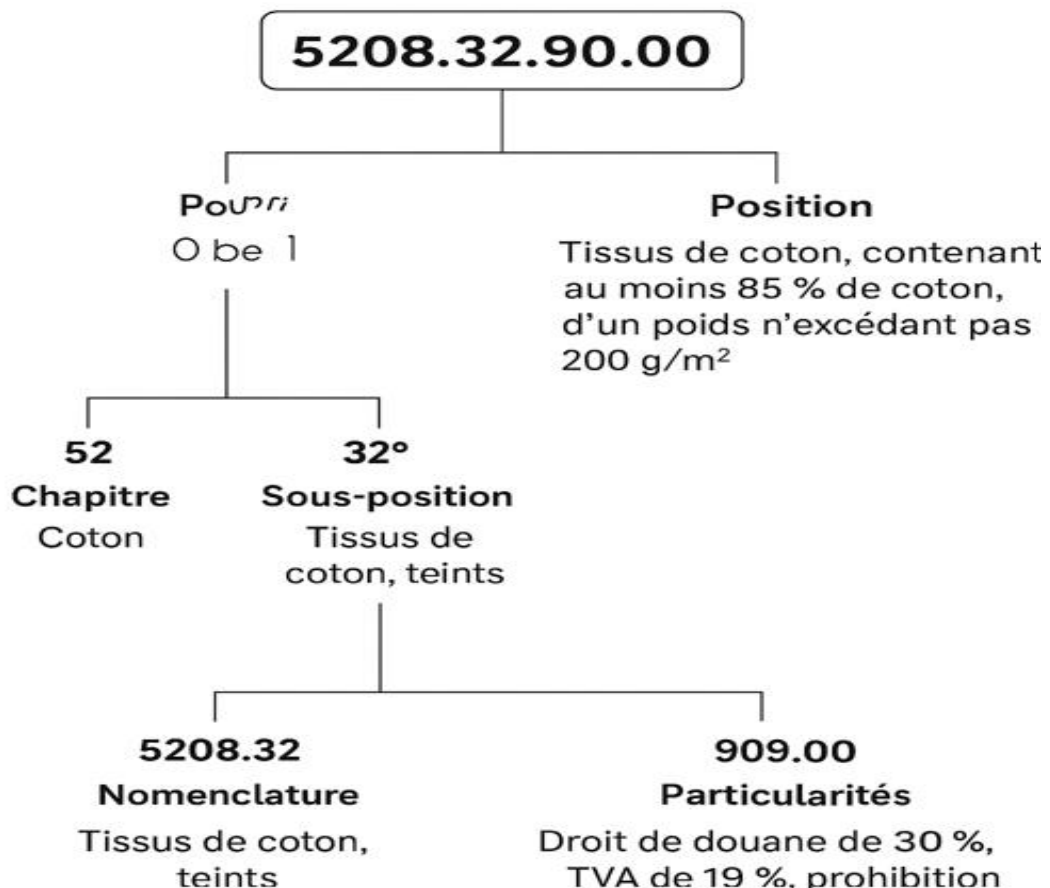 5208.32.90.00
Position
O be 1
Tissus de coton, contenant
au moins 85 % de coton,
d'un poids n'excédant pas
200 g/m²
52
Chapitre
Coton
32°
Sous-position
Tissus de
coton, teints
5208.32
Nomenclature
Tissus de coton,
teints
909.00
Particularités
Droit de douane de 30 %,
TVA de 19 %, prohibition